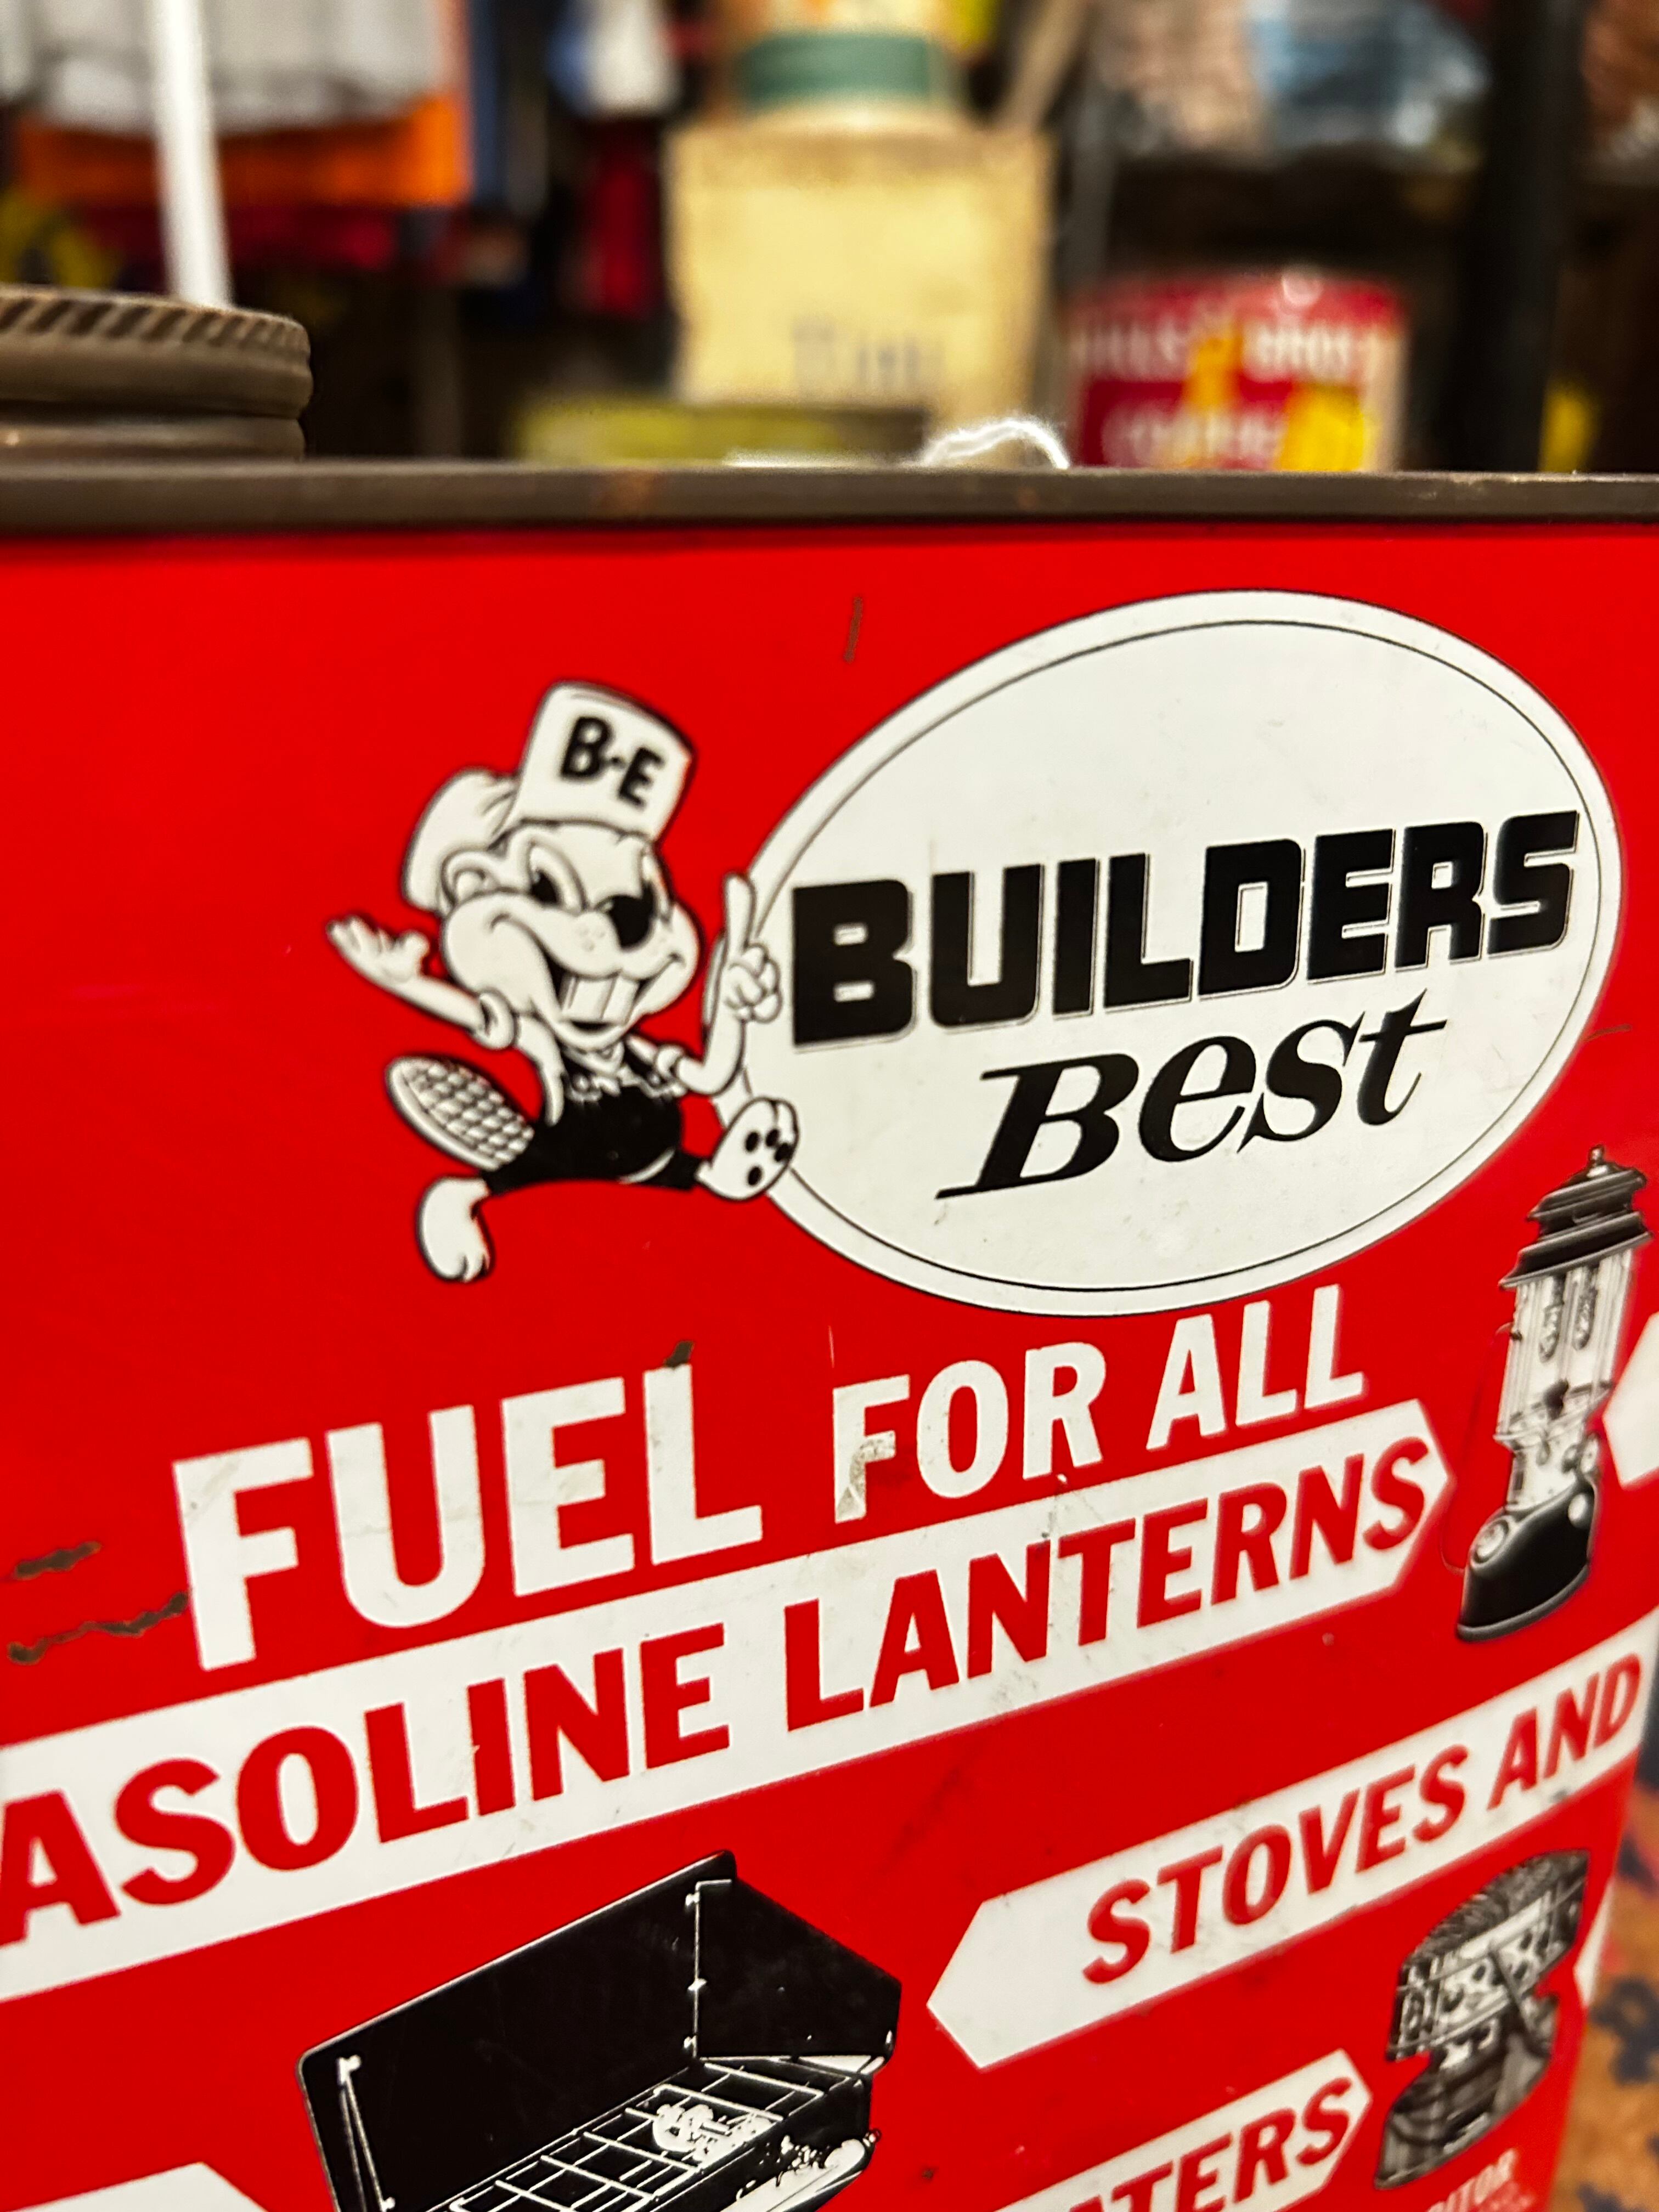 B-E
BUILDERS
Best
FUEL FOR ALL
ASOLINE LANTERNS
STOVES AND
TERS